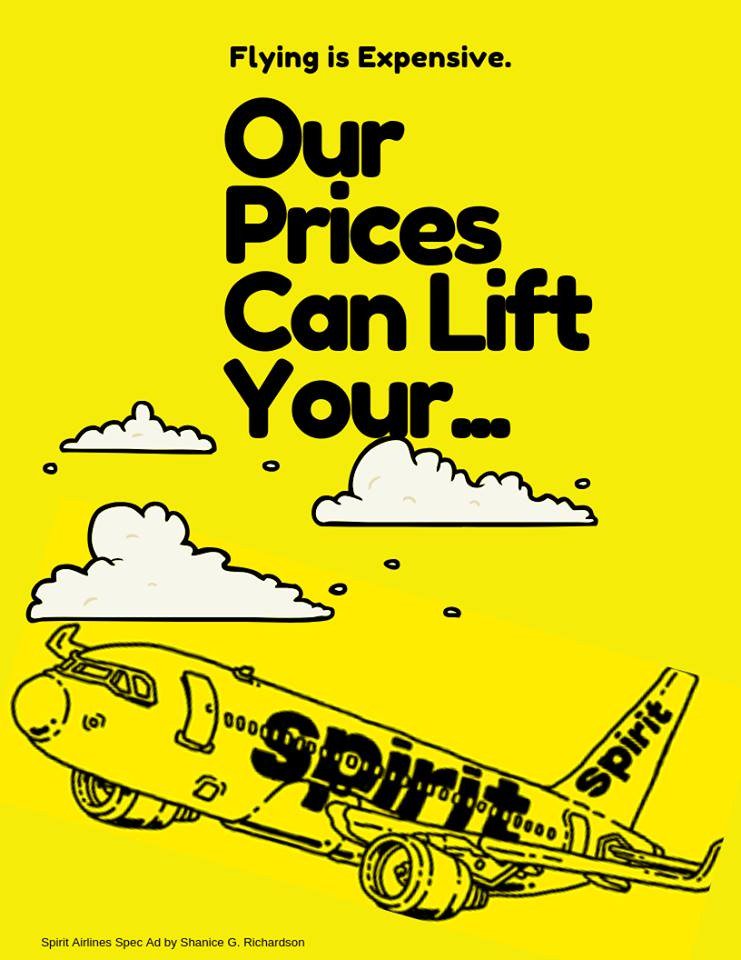 Flying is Expensive.
Our
Prices
Can Lift
Your...
spirit
spirit
Spirit Airlines Spec Ad by Shanice G. Richardson